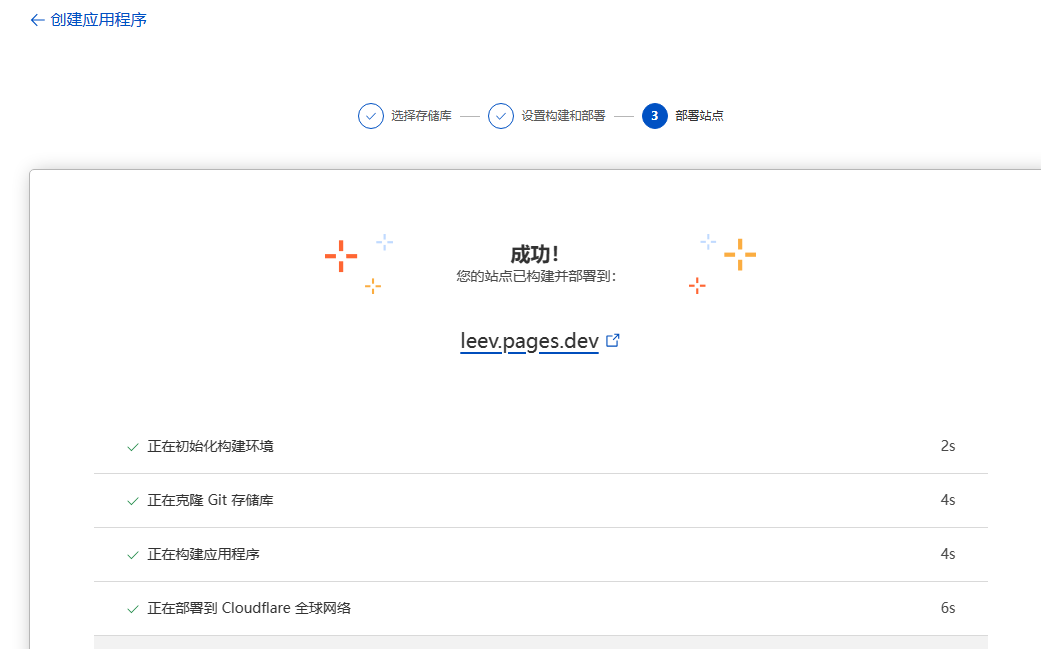 创建应用程序
选择存储库 设置构建和部署 3 部署站点
成功！
您的站点已构建并部署到：
leev.pages.dev
正在初始化构建环境 2s
正在克隆 Git 存储库 4s
正在构建应用程序 4s
正在部署到 Cloudflare 全球网络 6s